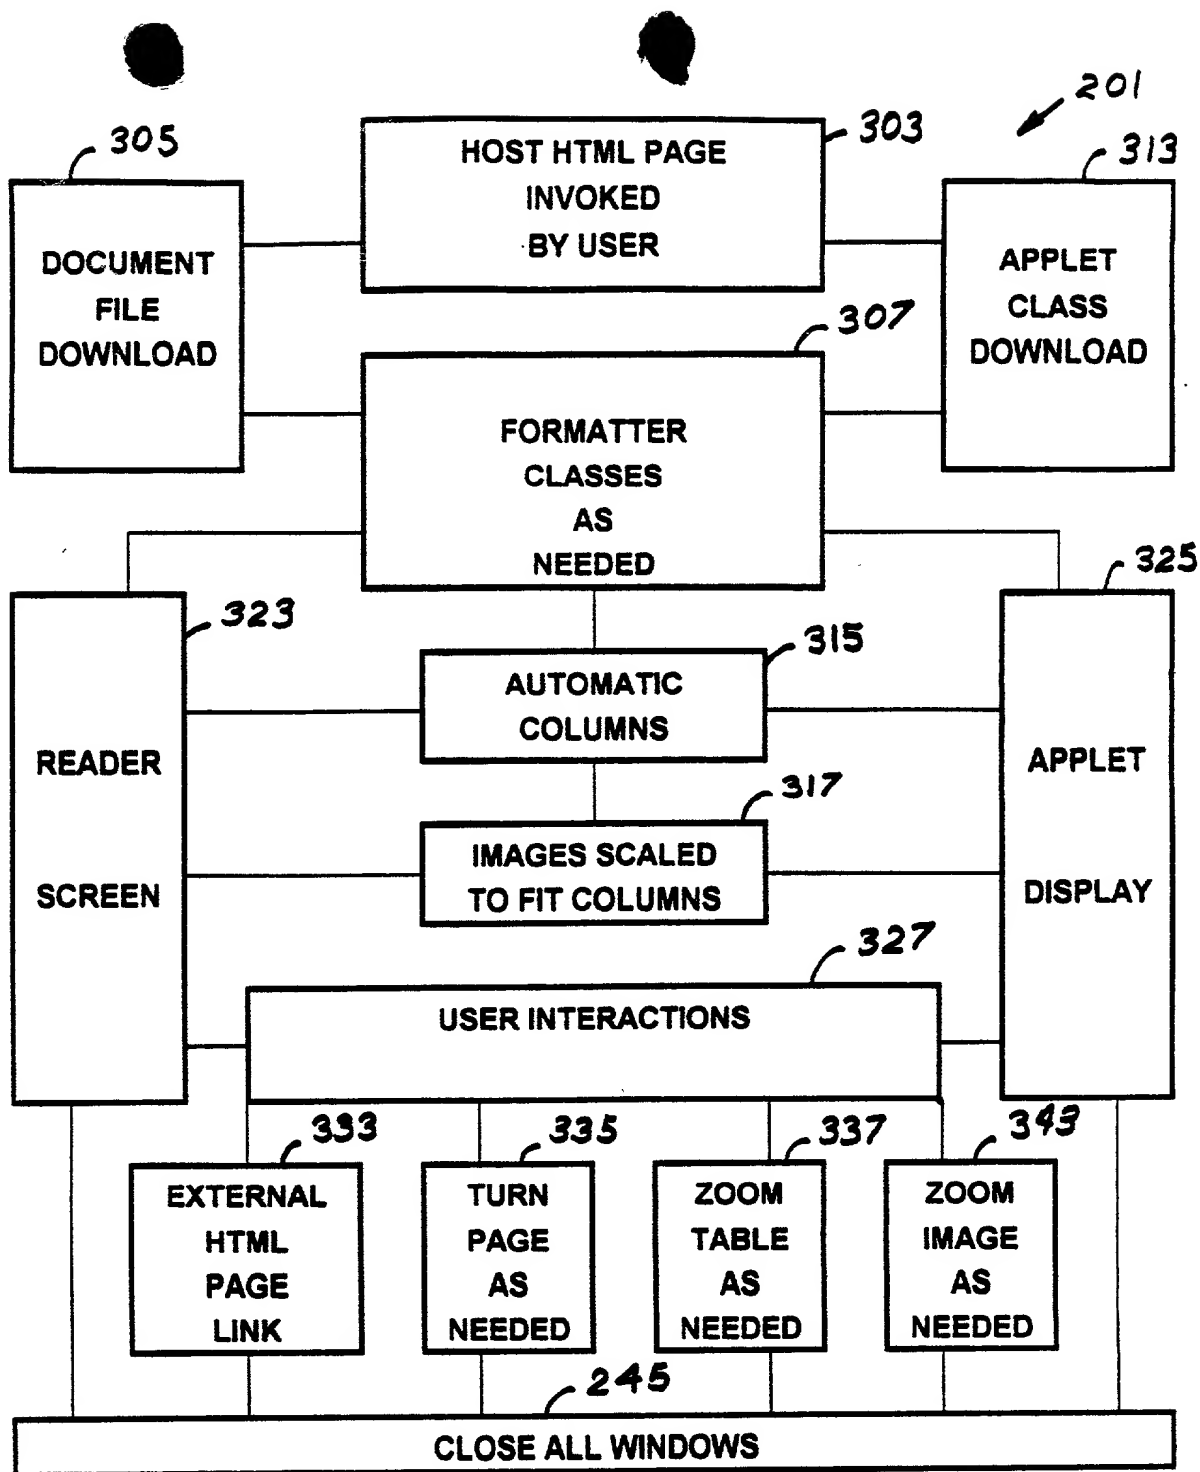 201
305
303
313
HOST HTML PAGE
INVOKED
BY USER
DOCUMENT
FILE
DOWNLOAD
APPLET
CLASS
DOWNLOAD
307
FORMATTER
CLASSES
AS
NEEDED
323
325
READER
SCREEN
315
AUTOMATIC
COLUMNS
317
IMAGES SCALED
TO FIT COLUMNS
APPLET
DISPLAY
327
USER INTERACTIONS
333
335
337
343
EXTERNAL
HTML
PAGE
LINK
TURN
PAGE
AS
NEEDED
ZOOM
TABLE
AS
NEEDED
ZOOM
IMAGE
AS
NEEDED
245
CLOSE ALL WINDOWS